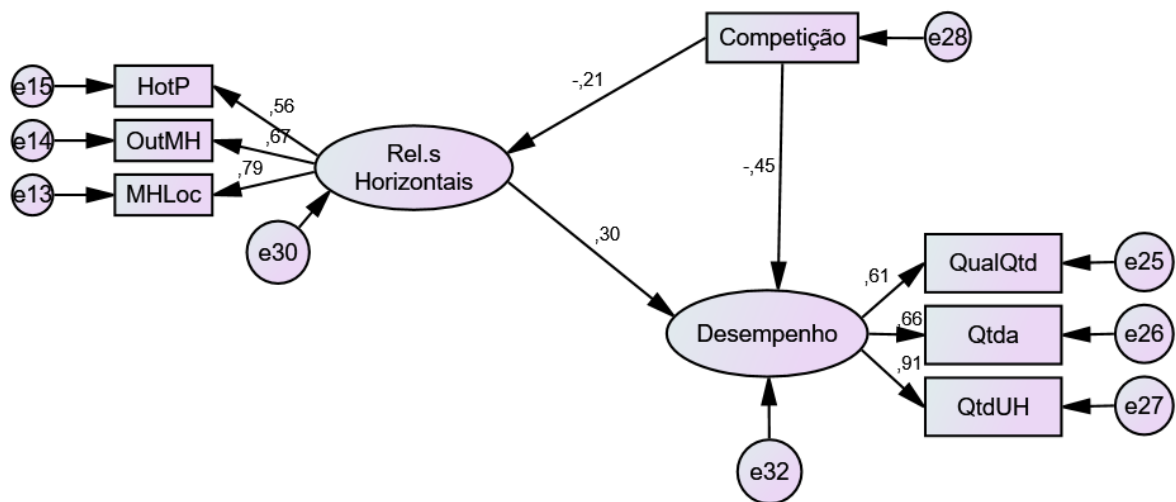 Competição
e28
-,21
-,45
e15
HotP
,56
e14
OutMH
,67
e13
MHLoc
,79
Rel.s
Horizontais
e30
,30
Desempenho
e32
,61
QualQtd
e25
,66
Qtda
e26
,91
QtdUH
e27